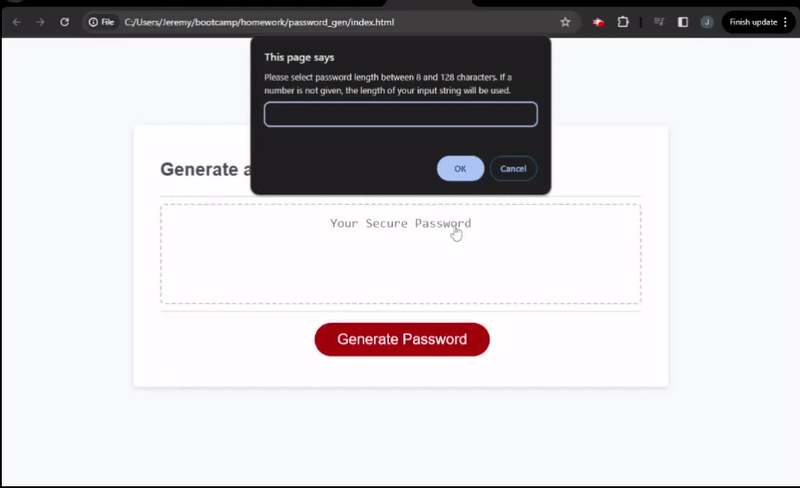 File C:/Users/Jeremy/bootcamp/homework/password_gen/index.html
J
Finish update
This page says
Please select password length between 8 and 128 characters. If a
number is not given, the length of your input string will be used.
OK
Cancel
Generate a
Your Secure Password
Generate Password